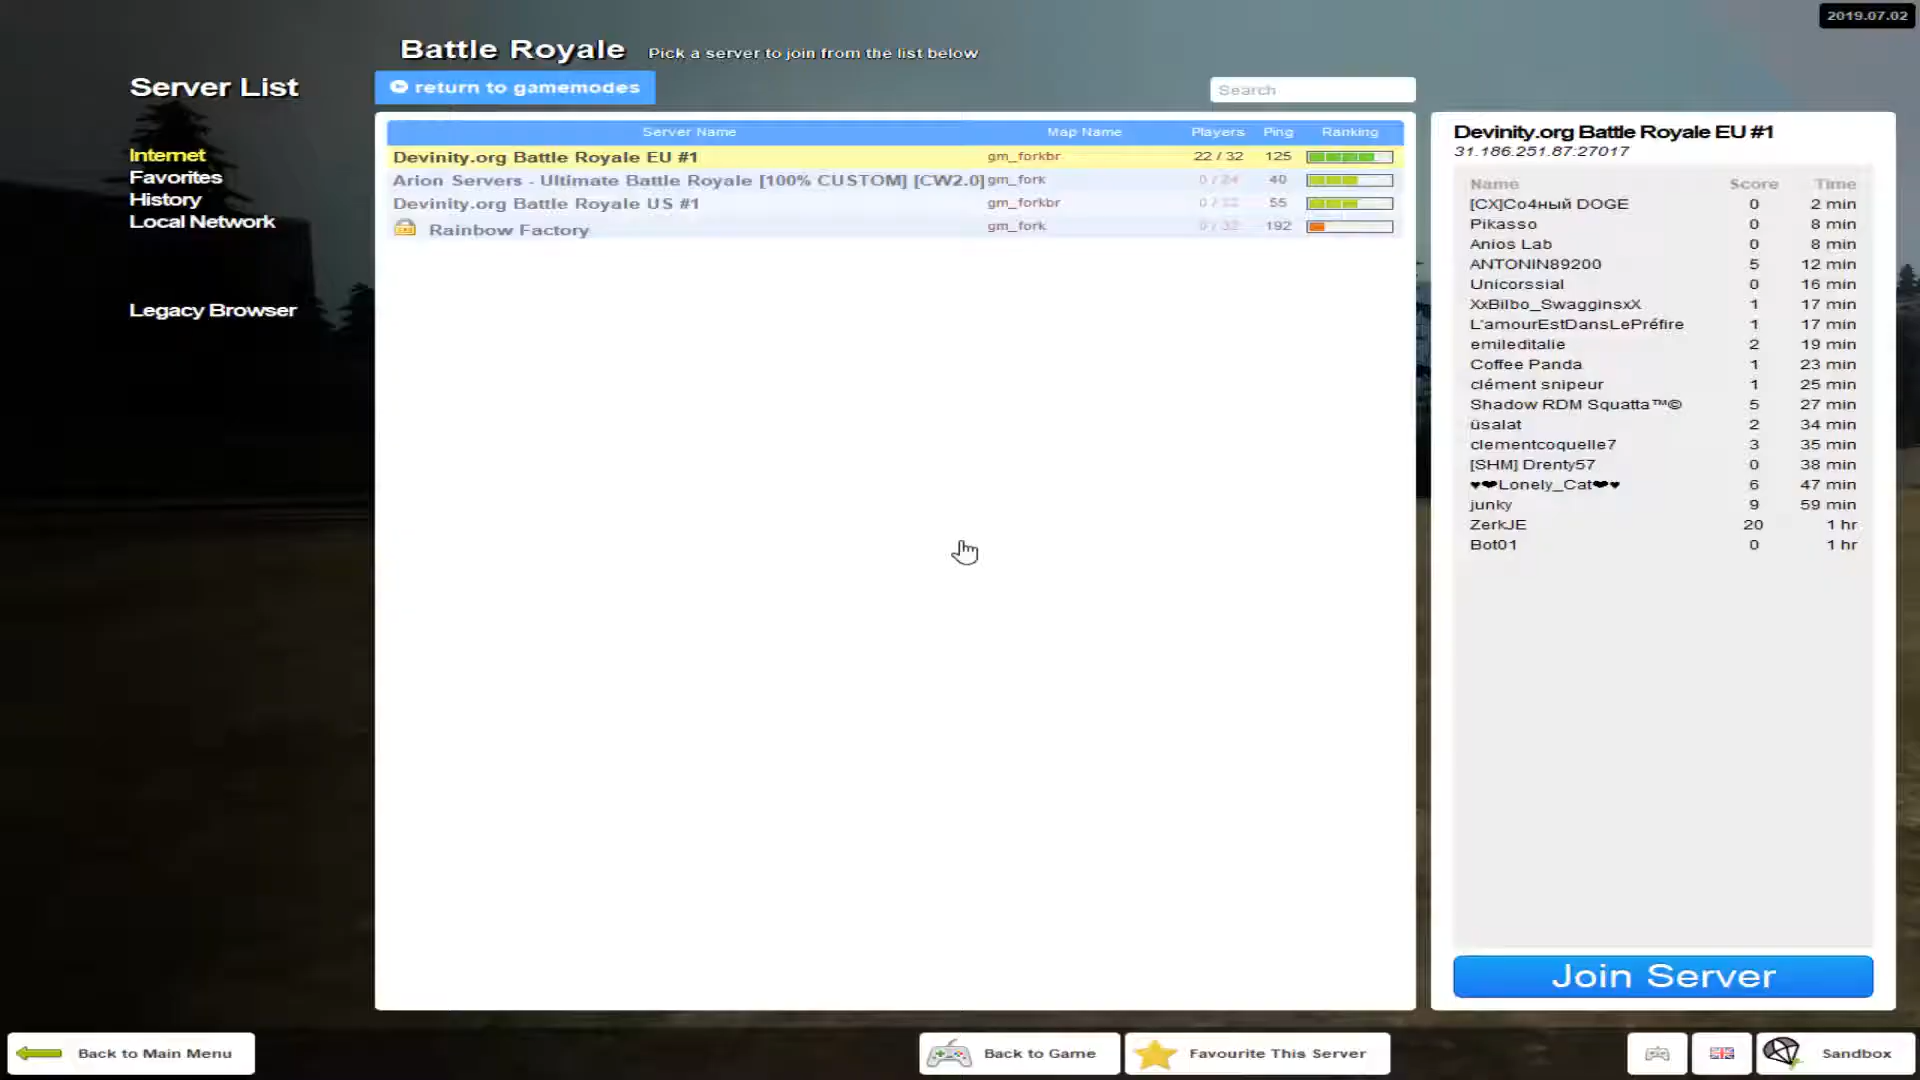 2019.07.02
Battle Royale Pick a server to join from the list below
Server List
return to gamemodes
Search
Internet
Favorites
History
Local Network
Legacy Browser
Server Name Map Name Players Ping Ranking
Devinity.org Battle Royale EU #1 gm_forkbr 22 / 32 125
Arion Servers - Ultimate Battle Royale [100% CUSTOM] [CW2.0] gm_fork 0 / 24 40
Devinity.org Battle Royale US #1 gm_forkbr 0 / 32 55
Rainbow Factory gm_fork 0 / 32 192
Devinity.org Battle Royale EU #1
31.186.251.87:27017
Name Score Time
[CX]Co4ный DOGE 0 2 min
Pikasso 0 8 min
Anios Lab 0 8 min
ANTONIN89200 5 12 min
Unicorssial 0 16 min
XxBilbo_SwagginsxX 1 17 min
L'amourEstDansLePréfire 1 17 min
emileditalie 2 19 min
Coffee Panda 1 23 min
clément snipeur 1 25 min
Shadow RDM Squatta™© 5 27 min
üsalat 2 34 min
clementcoquelle7 3 35 min
[SHM] Drenty57 0 38 min
♥❤Lonely_Cat❤♥ 6 47 min
junky 9 59 min
ZerkJE 20 1 hr
Bot01 0 1 hr
Join Server
Back to Main Menu
Back to Game
Favourite This Server
Sandbox